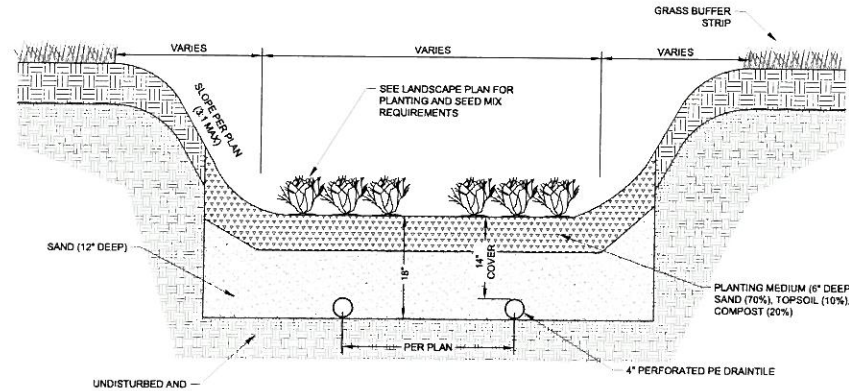 GRASS BUFFER
STRIP
VARIES
VARIES
VARIES
SLOPE PER PLAN
(3:1 MAX)
SEE LANDSCAPE PLAN FOR
PLANTING AND SEED MIX
REQUIREMENTS
SAND (12" DEEP)
18"
14"
COVER
PLANTING MEDIUM (6" DEEP
SAND (70%), TOPSOIL (10%),
COMPOST (20%)
PER PLAN
4" PERFORATED PE DRAINTILE
UNDISTURBED AND